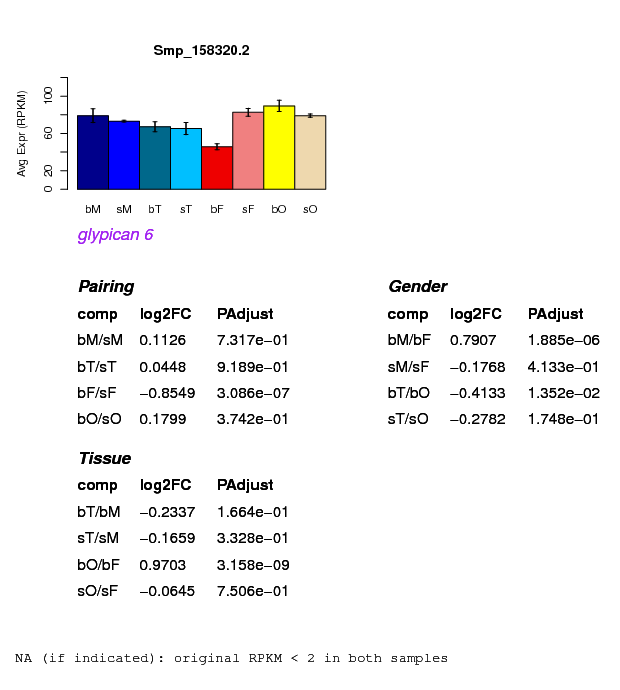 Smp_158320.2
Avg Expr (RPKM)
100
60
20
0
bM sM bT sT bF sF bO sO
glypican 6
Pairing
comp log2FC PAdjust
bM/sM 0.1126 7.317e−01
bT/sT 0.0448 9.189e−01
bF/sF −0.8549 3.086e−07
bO/sO 0.1799 3.742e−01
Gender
comp log2FC PAdjust
bM/bF 0.7907 1.885e−06
sM/sF −0.1768 4.133e−01
bT/bO −0.4133 1.352e−02
sT/sO −0.2782 1.748e−01
Tissue
comp log2FC PAdjust
bT/bM −0.2337 1.664e−01
sT/sM −0.1659 3.328e−01
bO/bF 0.9703 3.158e−09
sO/sF −0.0645 7.506e−01
NA (if indicated): original RPKM < 2 in both samples